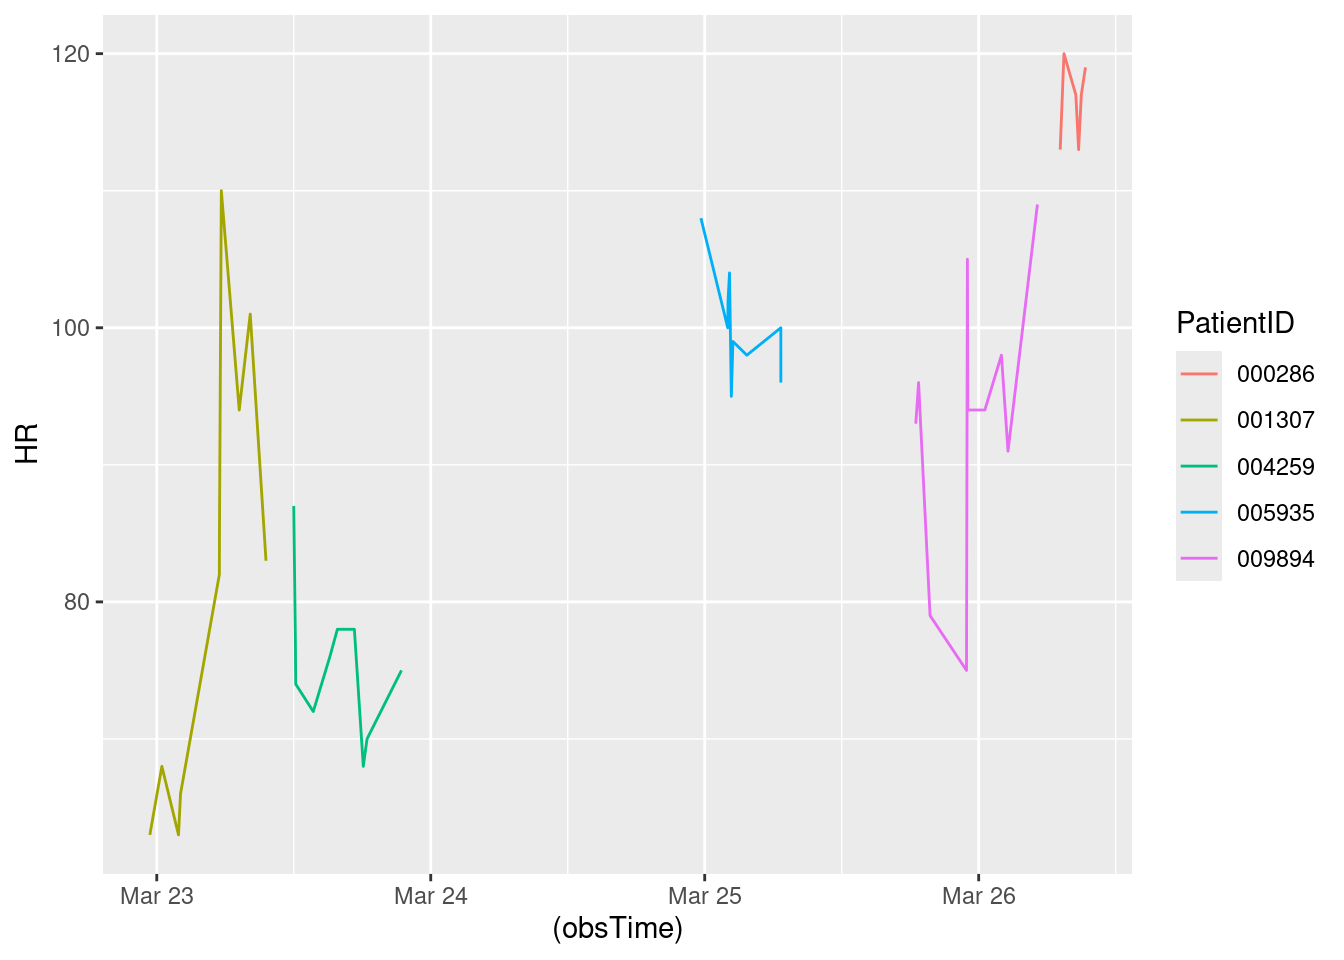 120
100
80
HR
Mar 23
Mar 24
Mar 25
Mar 26
(obsTime)
PatientID
000286
001307
004259
005935
009894